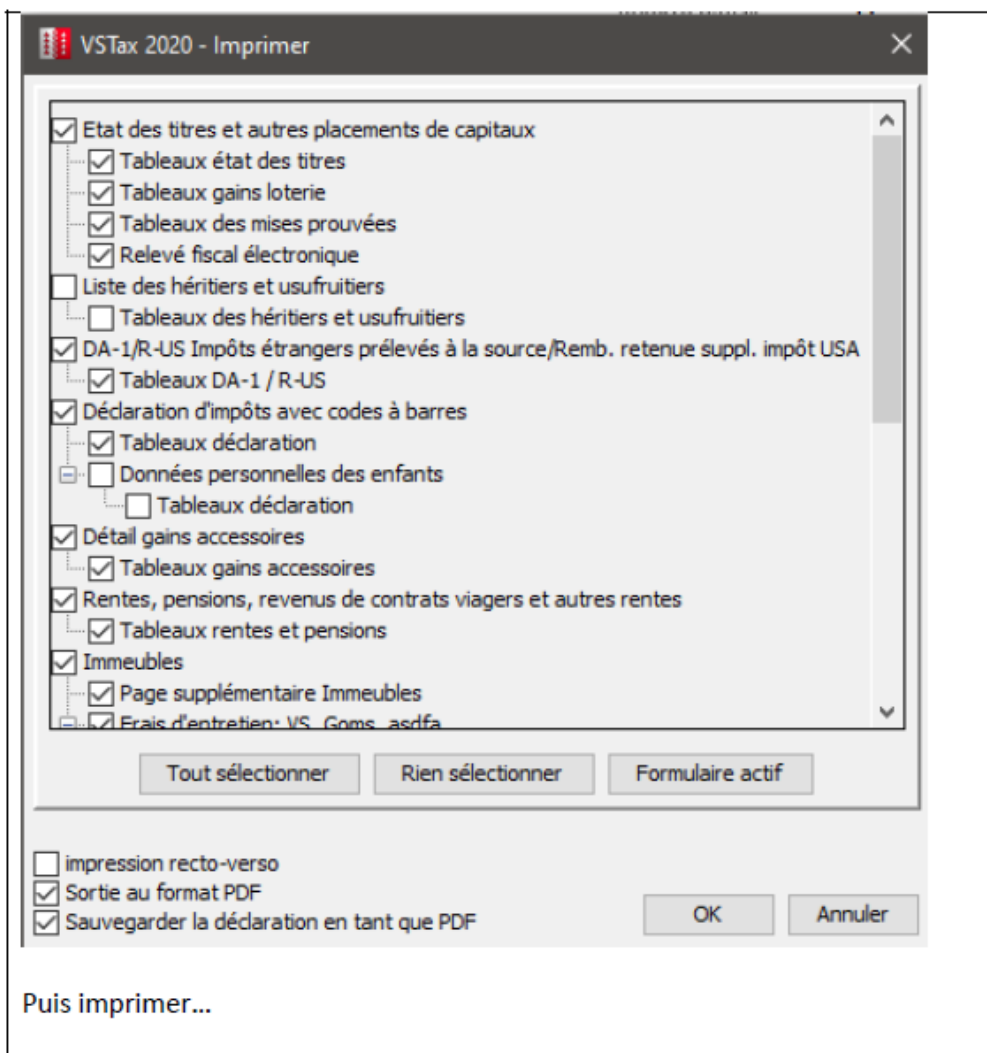 VSTax 2020 - Imprimer
Etat des titres et autres placements de capitaux
Tableaux état des titres
Tableaux gains loterie
Tableaux des mises prouvées
Relevé fiscal électronique
Liste des héritiers et usufruitiers
Tableaux des héritiers et usufruitiers
DA-1/R-US Impôts étrangers prélevés à la source/Remb. retenue suppl. impôt USA
Tableaux DA-1 / R-US
Déclaration d'impôts avec codes à barres
Tableaux déclaration
Données personnelles des enfants
Tableaux déclaration
Détail gains accessoires
Tableaux gains accessoires
Rentes, pensions, revenus de contrats viagers et autres rentes
Tableaux rentes et pensions
Immeubles
Page supplémentaire Immeubles
Frais d'entretien: VS, Goms, asdfa
Tout sélectionner Rien sélectionner Formulaire actif
impression recto-verso
Sortie au format PDF
Sauvegarder la déclaration en tant que PDF
OK Annuler
Puis imprimer...